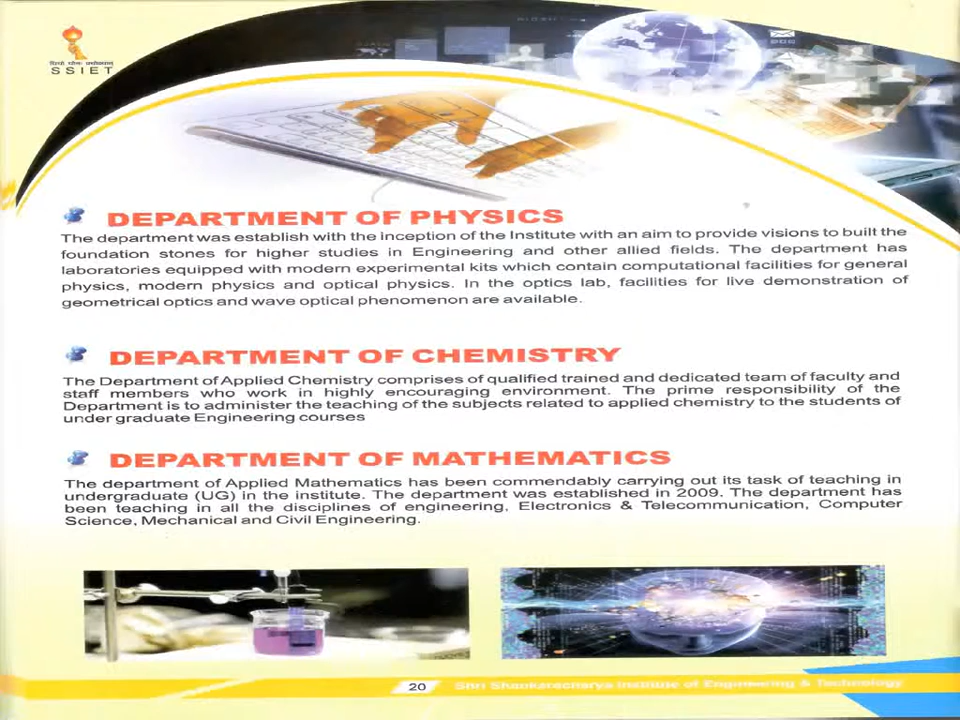 SSIET
DEPARTMENT OF PHYSICS
The department was establish with the inception of the Institute with an aim to provide visions to built the
foundation stones for higher studies in Engineering and other allied fields. The department has
laboratories equipped with modern experimental kits which contain computational facilities for general
physics, modern physics and optical physics. In the optics lab, facilities for live demonstration of
geometrical optics and wave optical phenomenon are available.
DEPARTMENT OF CHEMISTRY
The Department of Applied Chemistry comprises of qualified trained and dedicated team of faculty and
staff members who work in highly encouraging environment. The prime responsibility of the
Department is to administer the teaching of the subjects related to applied chemistry to the students of
under graduate Engineering courses
DEPARTMENT OF MATHEMATICS
The department of Applied Mathematics has been commendably carrying out its task of teaching in
undergraduate (UG) in the institute. The department was established in 2009. The department has
been teaching in all the disciplines of engineering, Electronics & Telecommunication, Computer
Science, Mechanical and Civil Engineering.
20 Shri Shankaracharya Institute of Engineering & Technology